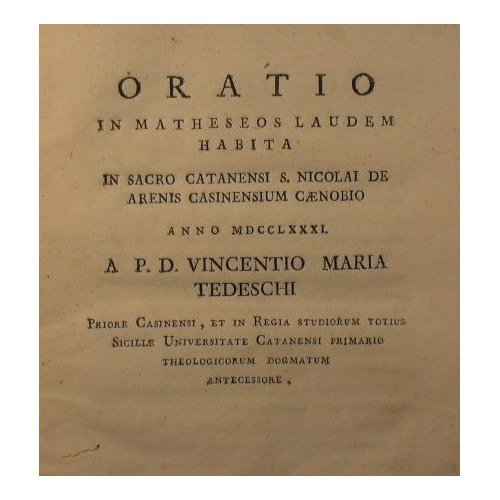 ORATIO
IN MATHESEOS LAUDEM
HABITA
IN SACRO CATANENSI S. NICOLAI DE
ARENIS CASINENSIUM CÆNOBIO
ANNO MDCCLXXXI.
A P. D. VINCENTIO MARIA
TEDESCHI
PRIORE CASINENSI, ET IN REGIA STUDIORUM TOTIUS
SICILIÆ UNIVERSITATE CATANENSI PRIMARIO
THEOLOGICORUM DOGMATUM
ANTECESSORE.